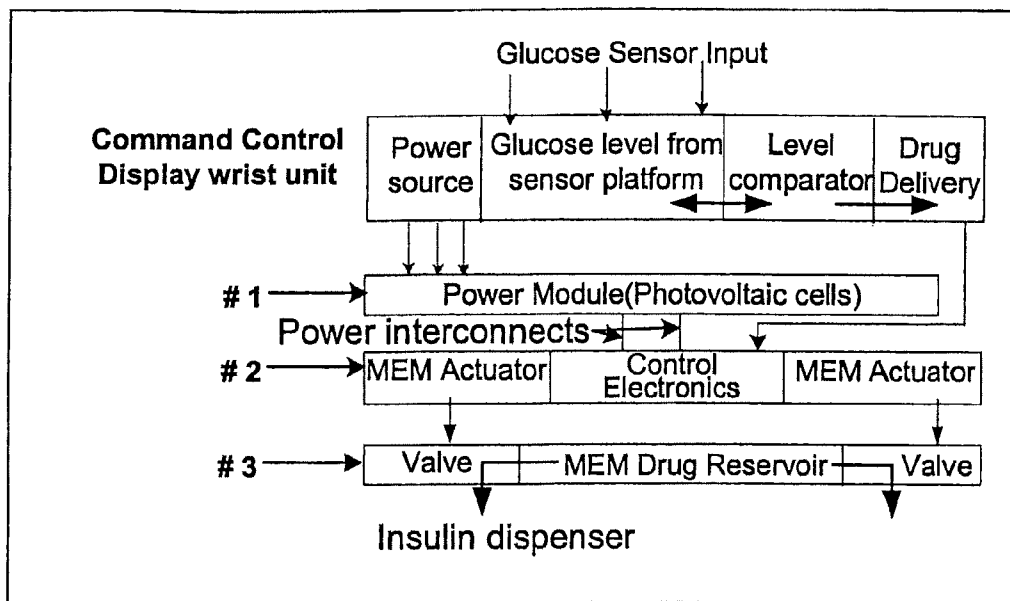 Glucose Sensor Input
Command Control
Display wrist unit
Power
source
Glucose level from
sensor platform
Level
comparator
Drug
Delivery
# 1
Power Module(Photovoltaic cells)
Power interconnects
# 2
MEM Actuator
Control
Electronics
MEM Actuator
# 3
Valve
MEM Drug Reservoir
Valve
Insulin dispenser